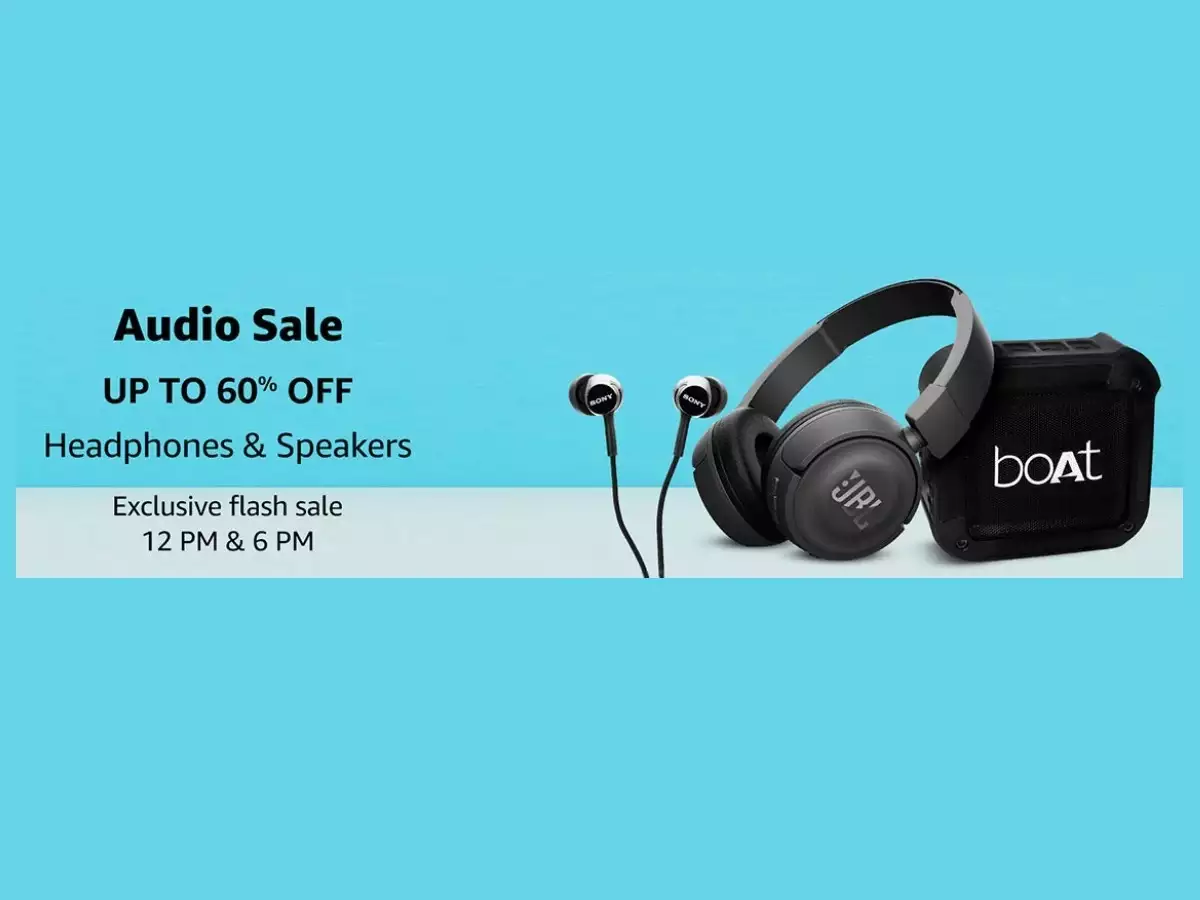 Audio Sale
UP TO 60% OFF
Headphones & Speakers
Exclusive flash sale
12 PM & 6 PM
SONY
SONY
JBL
boAt